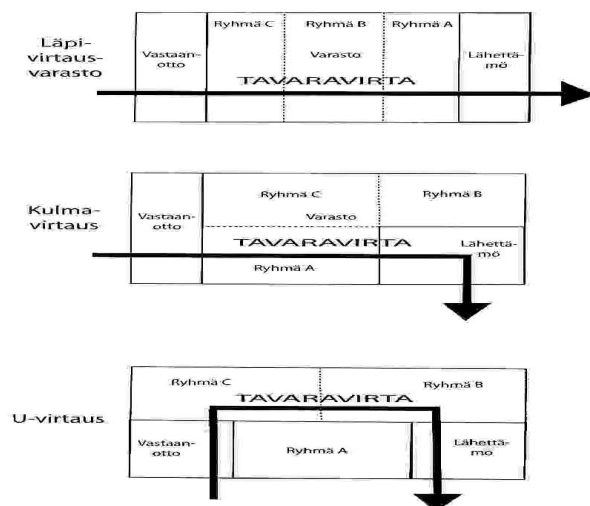 Läpi-
virtaus-
varasto
Vastaan-
otto
Ryhmä C
Ryhmä B
Ryhmä A
Varasto
Lähettä-
mö
TAVARAVIRTA
Kulma-
virtaus
Vastaan-
otto
Ryhmä C
Ryhmä B
Varasto
TAVARAVIRTA
Lähettä-
mö
Ryhmä A
U-virtaus
Ryhmä C
Ryhmä B
TAVARAVIRTA
Vastaan-
otto
Ryhmä A
Lähettä-
mö